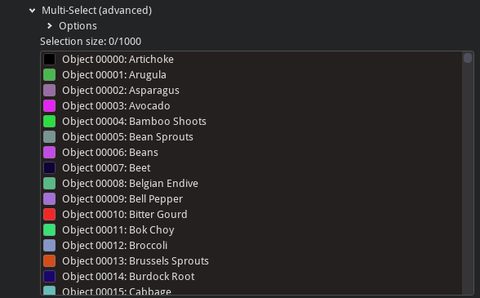 Multi-Select (advanced)
Options
Selection size: 0/1000
Object 00000: Artichoke
Object 00001: Arugula
Object 00002: Asparagus
Object 00003: Avocado
Object 00004: Bamboo Shoots
Object 00005: Bean Sprouts
Object 00006: Beans
Object 00007: Beet
Object 00008: Belgian Endive
Object 00009: Bell Pepper
Object 00010: Bitter Gourd
Object 00011: Bok Choy
Object 00012: Broccoli
Object 00013: Brussels Sprouts
Object 00014: Burdock Root
Object 00015: Cabbage